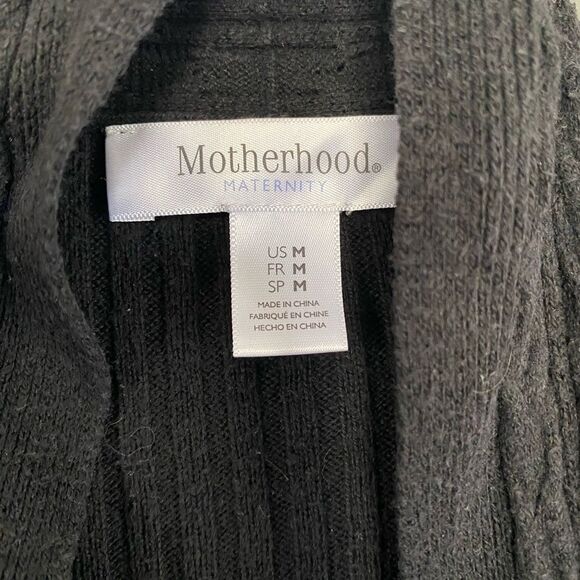 Motherhood®
MATERNITY
US M
FR M
SP M
MADE IN CHINA
FABRIQUÉ EN CHINE
HECHO EN CHINA